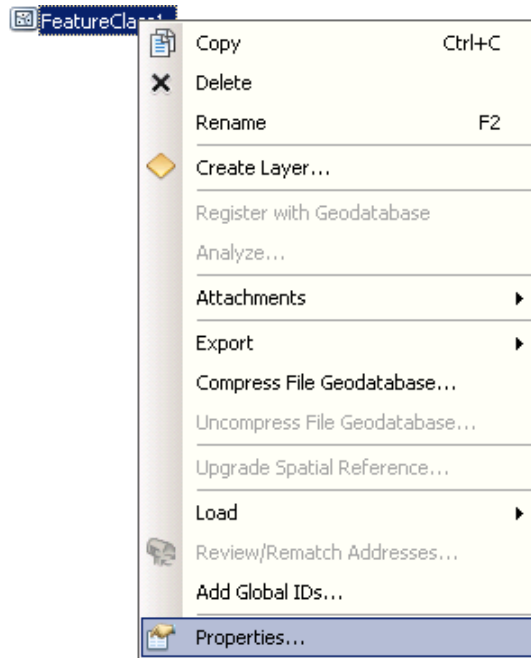 FeatureClass1
Copy Ctrl+C
Delete
Rename F2
Create Layer...
Register with Geodatabase
Analyze...
Attachments
Export
Compress File Geodatabase...
Uncompress File Geodatabase...
Upgrade Spatial Reference...
Load
Review/Rematch Addresses...
Add Global IDs...
Properties...